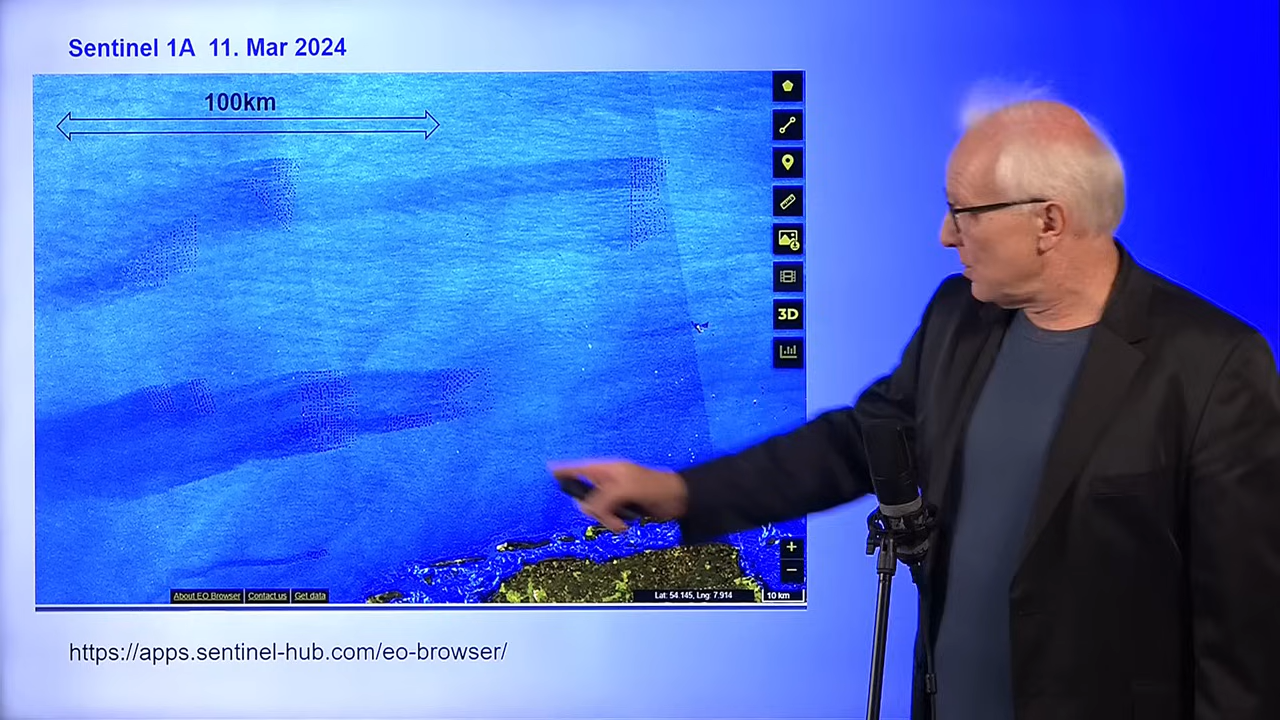 Sentinel 1A  11. Mar 2024
100km
3D
+
−
About EO Browser Contact us Get data
Lat: 54.145, Lng: 7.914
10 km
https://apps.sentinel-hub.com/eo-browser/